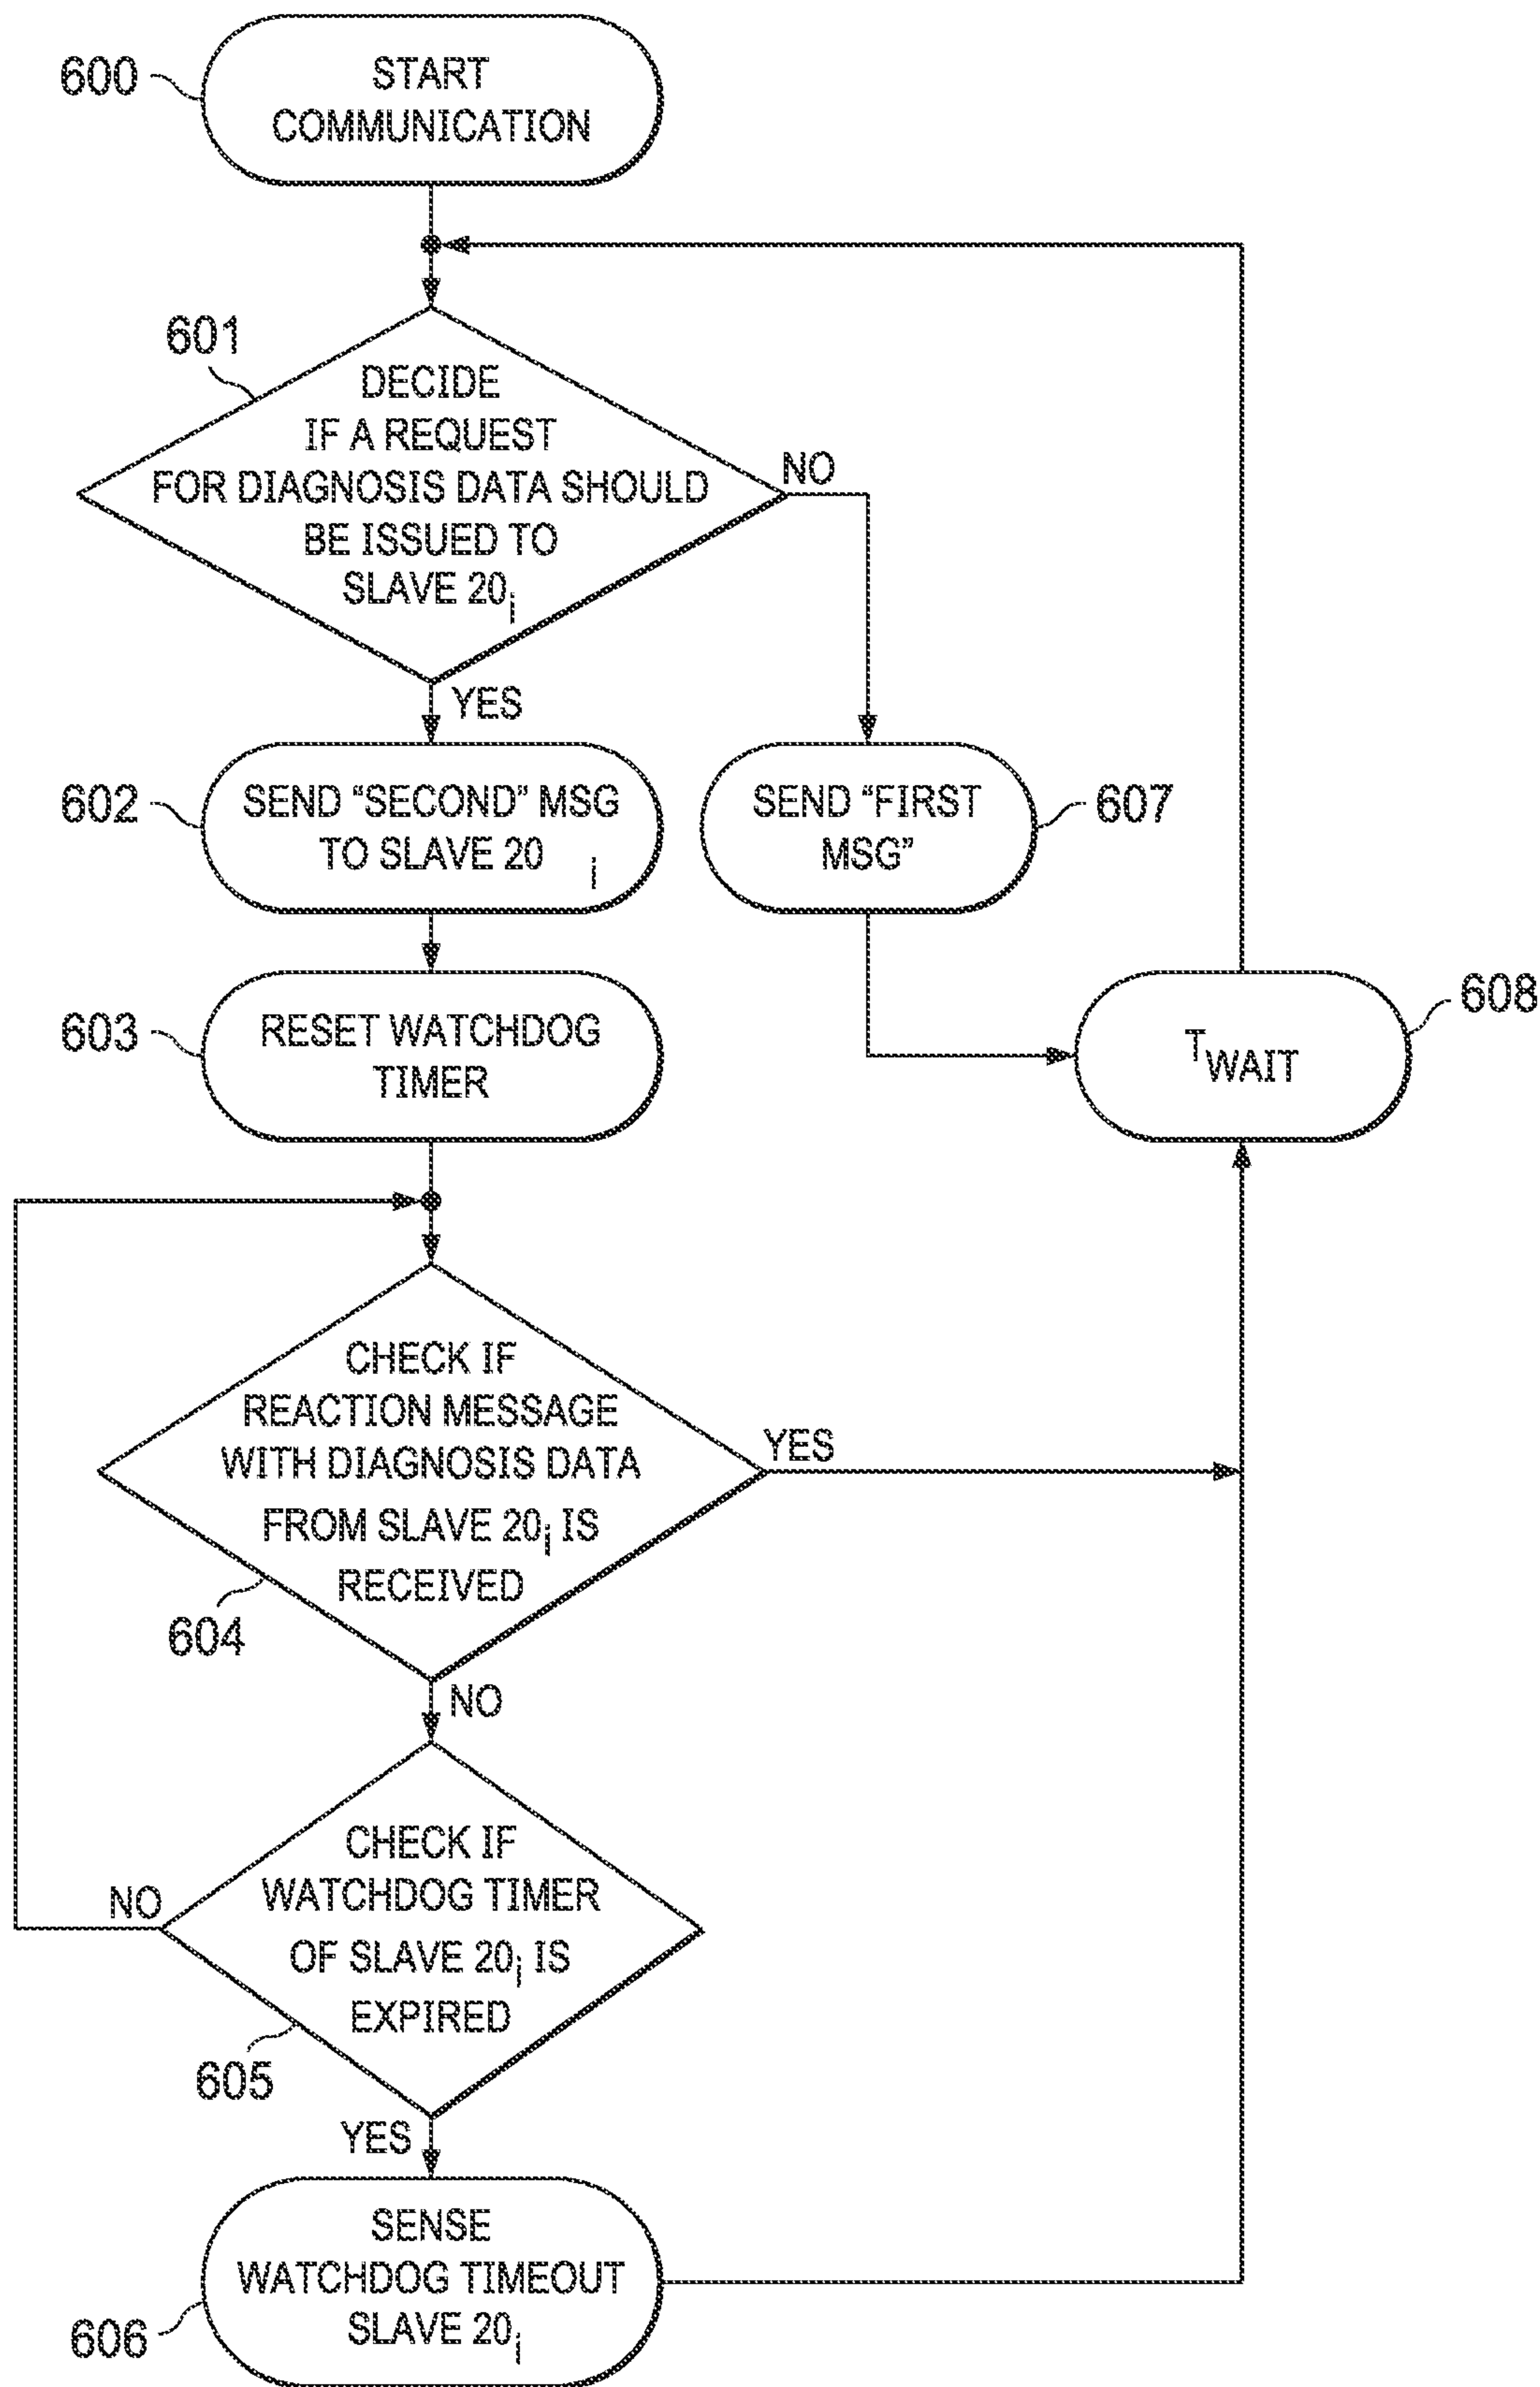 600
START
COMMUNICATION
601
DECIDE
IF A REQUEST
FOR DIAGNOSIS DATA SHOULD
BE ISSUED TO
SLAVE 20i
NO
YES
602
SEND "SECOND" MSG
TO SLAVE 20i
SEND "FIRST
MSG"
607
603
RESET WATCHDOG
TIMER
TWAIT
608
CHECK IF
REACTION MESSAGE
WITH DIAGNOSIS DATA
FROM SLAVE 20i IS
RECEIVED
YES
604
NO
CHECK IF
WATCHDOG TIMER
OF SLAVE 20i IS
EXPIRED
NO
605
YES
SENSE
WATCHDOG TIMEOUT
SLAVE 20i
606